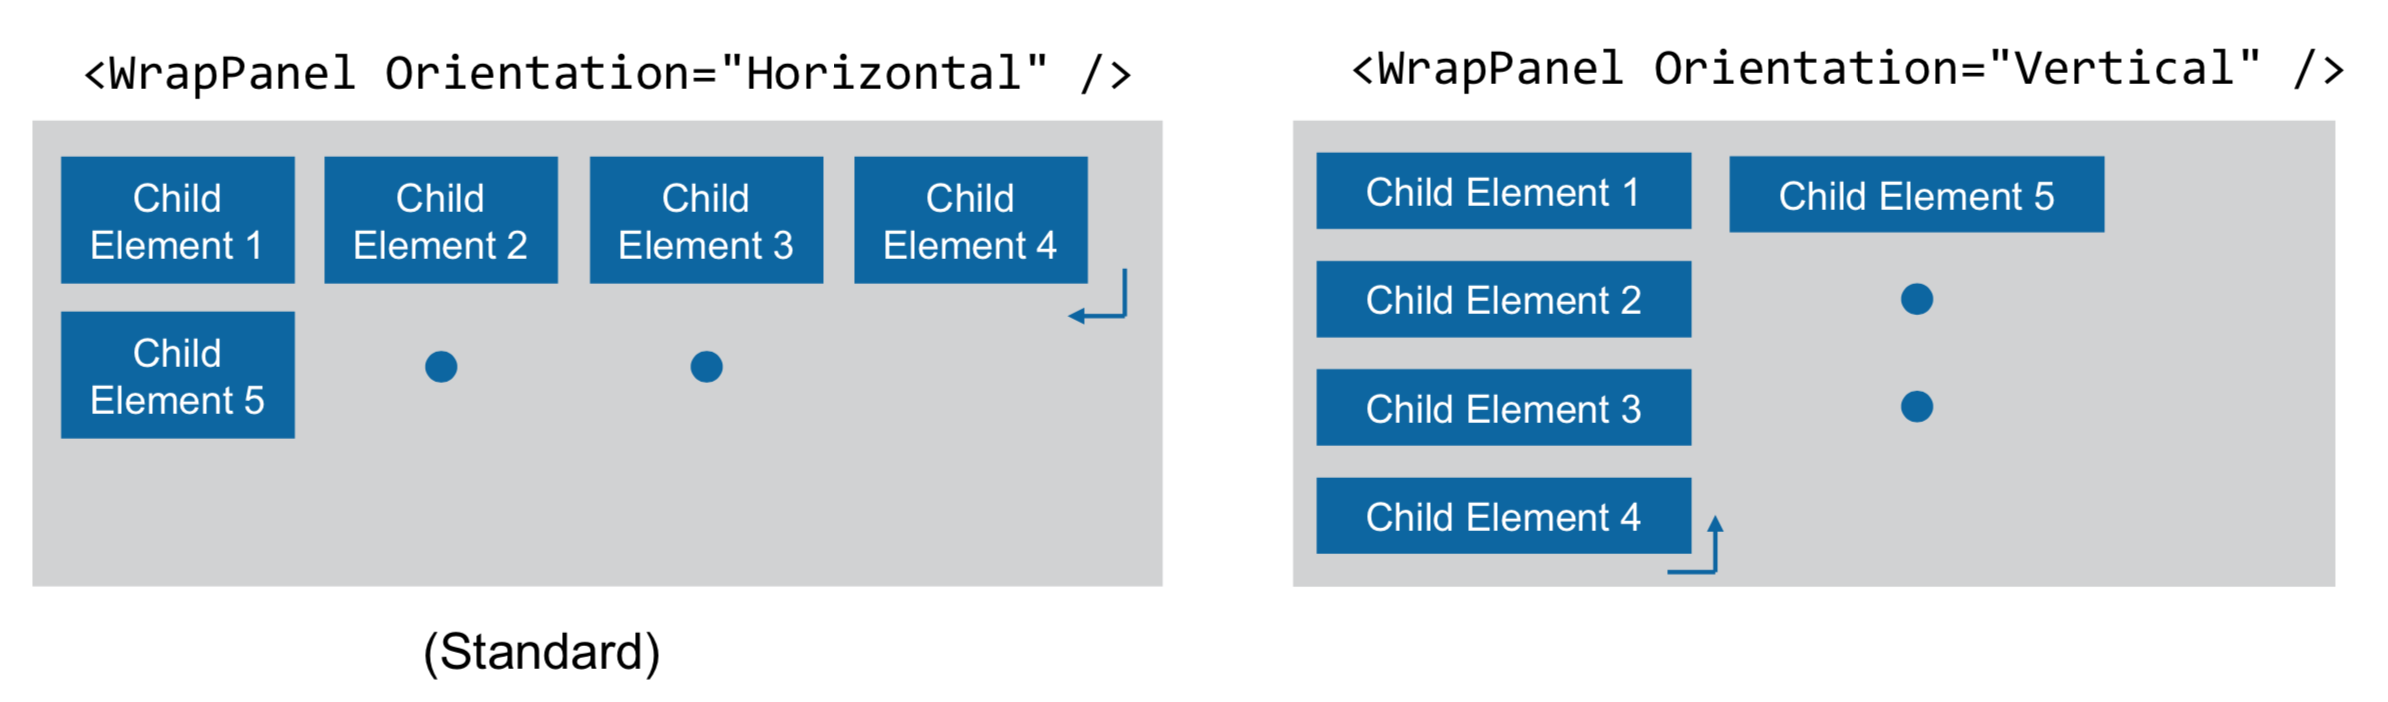 <WrapPanel Orientation="Horizontal" />
Child
Element 1
Child
Element 2
Child
Element 3
Child
Element 4
Child
Element 5
(Standard)
<WrapPanel Orientation="Vertical" />
Child Element 1
Child Element 2
Child Element 3
Child Element 4
Child Element 5